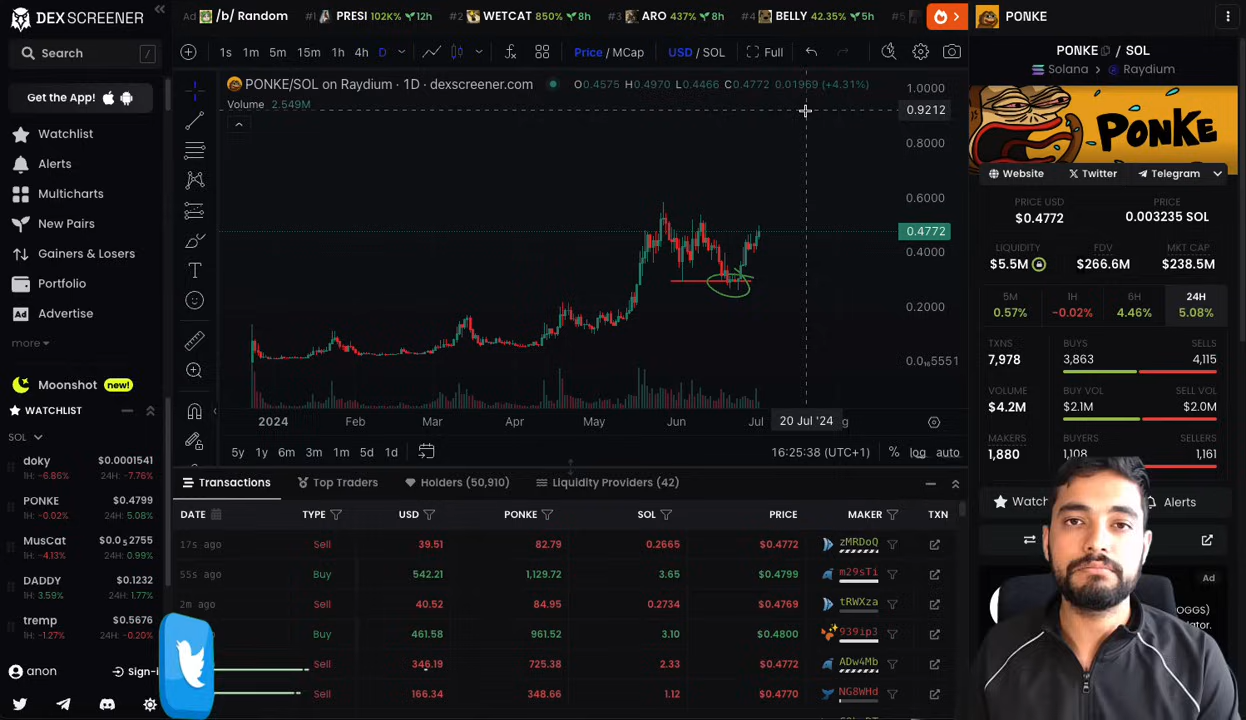 DEX SCREENER
Search
/
Get the App!
Watchlist
Alerts
Multicharts
New Pairs
Gainers & Losers
Portfolio
Advertise
more
Moonshot new!
WATCHLIST
SOL
doky $0.0001541
1H: -6.86% 24H: -7.76%
PONKE $0.4799
1H: -0.02% 24H: 5.08%
MusCat $0.0₅2755
1H: -4.13% 24H: 0.99%
DADDY $0.1232
1H: 3.59% 24H: 1.77%
tremp $0.5676
1H: -1.27% 24H: -0.20%
anon
Sign-i
Ad /b/ Random #1 PRESI 102K% 12h #2 WETCAT 850% 8h #3 ARO 437% 8h #4 BELLY 42.35% 5h #5
1s 1m 5m 15m 1h 4h D Price / MCap USD / SOL Full
PONKE/SOL on Raydium · 1D · dexscreener.com O0.4575 H0.4970 L0.4466 C0.4772 0.01969 (+4.31%)
Volume 2.549M
1.0000
0.9212
0.8000
0.6000
0.4772
0.4000
0.2000
0.0₁₆5551
2024 Feb Mar Apr May Jun Jul 20 Jul '24
5y 1y 6m 3m 1m 5d 1d 16:25:38 (UTC+1) % log auto
Transactions Top Traders Holders (50,910) Liquidity Providers (42)
DATE TYPE USD PONKE SOL PRICE MAKER TXN
17s ago Sell 39.51 82.79 0.2665 $0.4772 zMRDoQ
55s ago Buy 542.21 1,129.72 3.65 $0.4799 m29sTi
2m ago Sell 40.52 84.95 0.2734 $0.4769 tRWXza
Buy 461.58 961.52 3.10 $0.4800 939ip3
Sell 346.19 725.38 2.33 $0.4772 ADw4Mb
Sell 166.34 348.66 1.12 $0.4770 NG8WHd
PONKE
PONKE / SOL
Solana > Raydium
PONKE
Website Twitter Telegram
PRICE USD PRICE
$0.4772 0.003235 SOL
LIQUIDITY FDV MKT CAP
$5.5M $266.6M $238.5M
5M 1H 6H 24H
0.57% -0.02% 4.46% 5.08%
TXNS BUYS SELLS
7,978 3,863 4,115
VOLUME BUY VOL SELL VOL
$4.2M $2.1M $2.0M
MAKERS BUYERS SELLERS
1,880 1,108 1,161
Watch Alerts
Ad
OGGS)
lator.